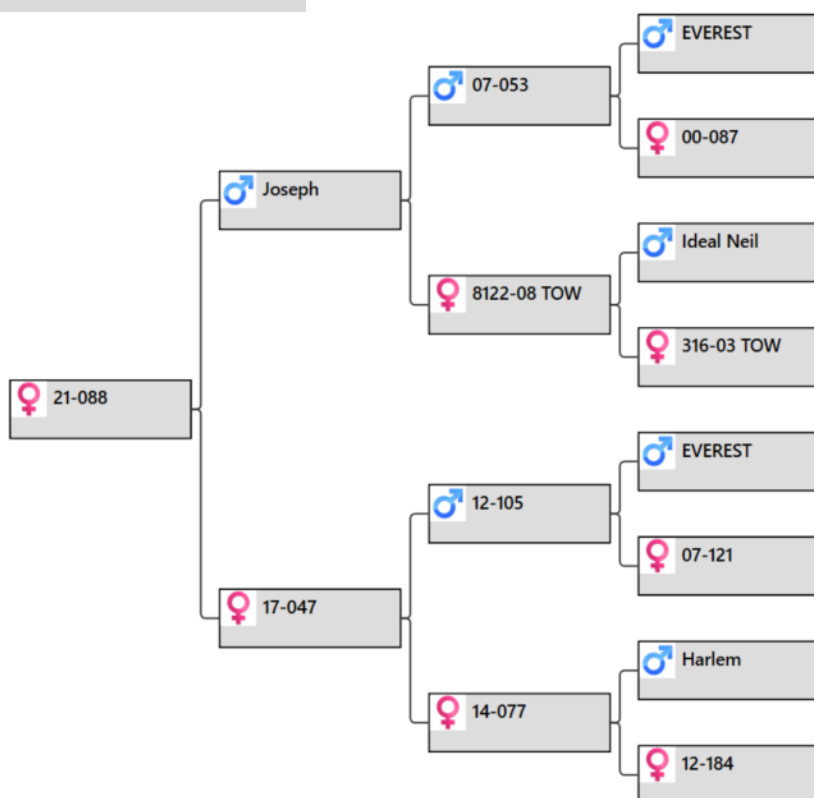 EVEREST
07-053
00-087
Joseph
Ideal Neil
8122-08 TOW
316-03 TOW
21-088
EVEREST
12-105
07-121
17-047
Harlem
14-077
12-184